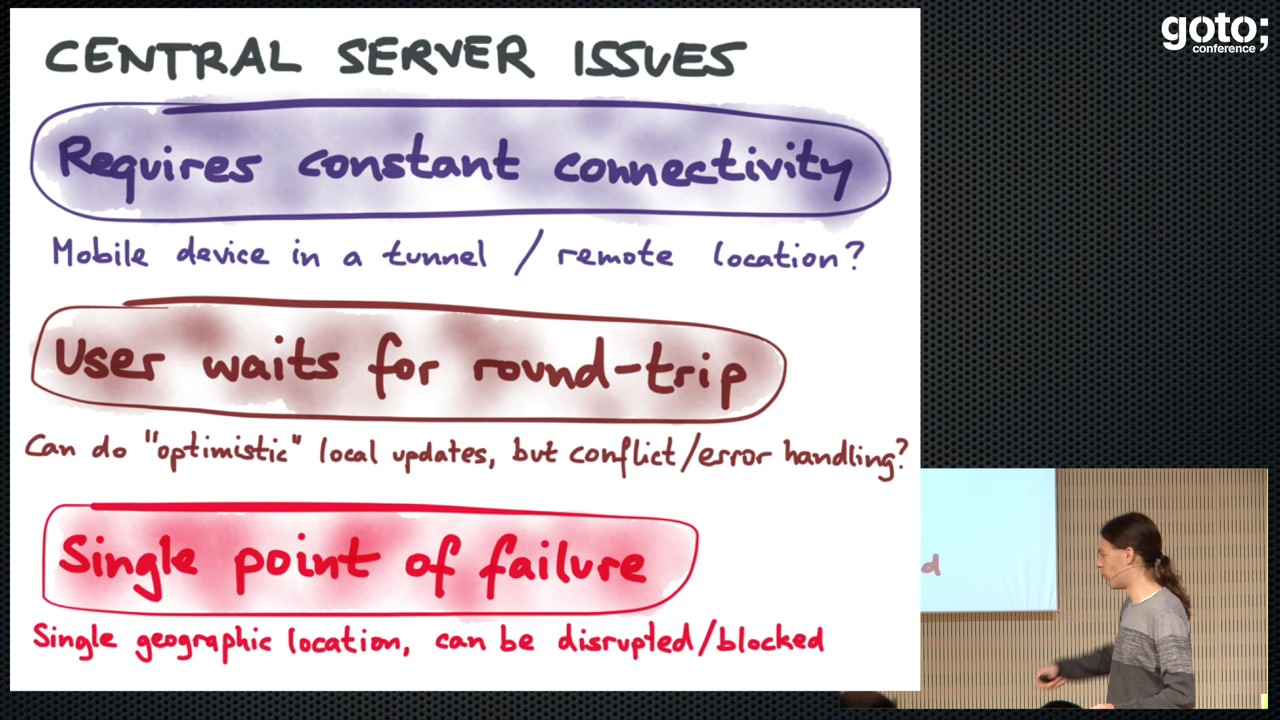 CENTRAL SERVER ISSUES
Requires constant connectivity
Mobile device in a tunnel / remote location?
User waits for round-trip
Can do "optimistic" local updates, but conflict/error handling?
Single point of failure
Single geographic location, can be disrupted/blocked
goto;
conference
d